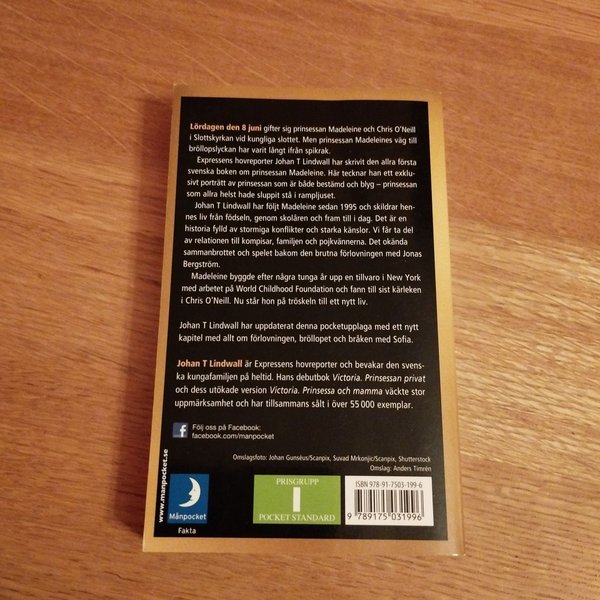 Lördagen den 8 juni gifter sig prinsessan Madeleine och Chris O'Neill
i Slottskyrkan vid kungliga slottet. Men prinsessan Madeleines väg till
bröllopslyckan har varit långt ifrån spikrak.
Expressens hovreporter Johan T Lindwall har skrivit den allra första
svenska boken om prinsessan Madeleine. Här tecknar han ett exklu-
sivt porträtt av prinsessan som är både bestämd och blyg – prinsessan
som allra helst hade sluppit stå i rampljuset.
Johan T Lindwall har följt Madeleine sedan 1995 och skildrar hen-
nes liv från födseln, genom skolåren och fram till i dag. Det är en
historia fylld av stormiga konflikter och starka känslor. Vi får ta del
av relationen till kompisar, familjen och pojkvännerna. Det okända
sammanbrottet och spelet bakom den brutna förlovningen med Jonas
Bergström.
Madeleine byggde efter några tunga år upp en tillvaro i New York
med arbetet på World Childhood Foundation och fann till sist kärleken
i Chris O'Neill. Nu står hon på tröskeln till ett nytt liv.
Johan T Lindwall har uppdaterat denna pocketupplaga med ett nytt
kapitel med allt om förlovningen, bröllopet och bråken med Sofia.
Johan T Lindwall är Expressens hovreporter och bevakar den svens-
ka kungafamiljen på heltid. Hans debutbok Victoria. Prinsessan privat
och dess utökade version Victoria. Prinsessa och mamma väckte stor
uppmärksamhet och har tillsammans sålt i över 55 000 exemplar.
f
Följ oss på Facebook:
facebook.com/manpocket
Omslagsfoto: Johan Gunséus/Scanpix, Suvad Mrkonjic/Scanpix, Shutterstock
Omslag: Anders Timrén
www.manpocket.se
Månpocket
Fakta
PRISGRUPP
1
POCKET STANDARD
ISBN 978-91-7503-199-6
9 789175 031996